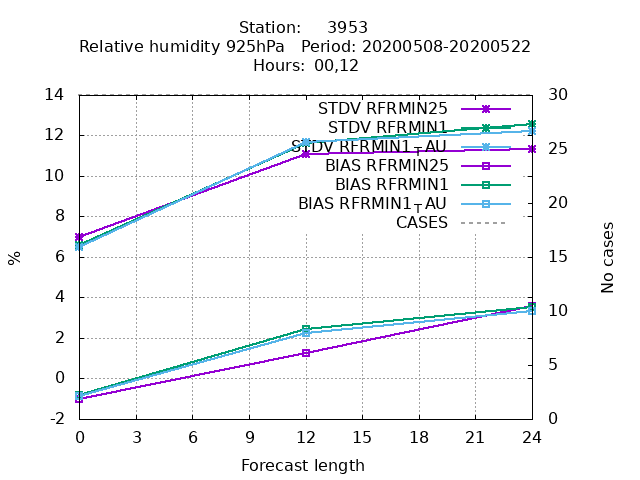 Station: 3953
Relative humidity 925hPa Period: 20200508-20200522
Hours: 00,12
14
12
10
8
6
4
2
0
-2
%
STDV RFRMIN25
STDV RFRMIN1
STDV RFRMIN1TAU
BIAS RFRMIN25
BIAS RFRMIN1
BIAS RFRMIN1TAU
CASES
30
25
20
15
10
5
0
No cases
0 3 6 9 12 15 18 21 24
Forecast length